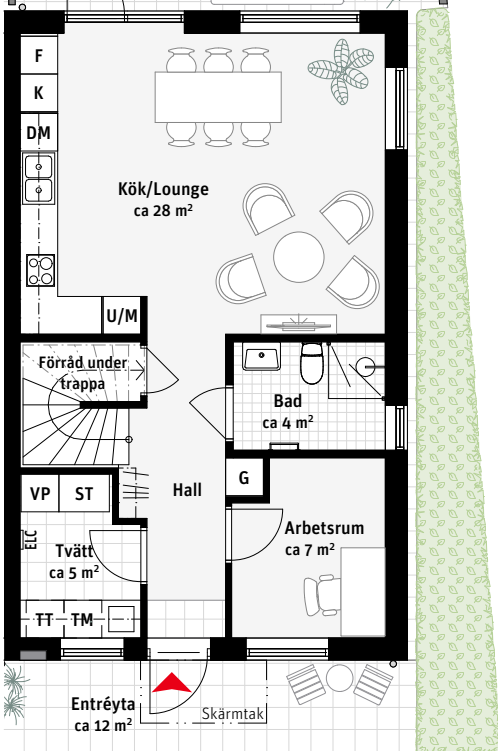 F
K
DM
Kök/Lounge
ca 28 m²
U/M
Förråd under
trappa
Bad
ca 4 m²
G
VP
ST
Hall
ELC
Tvätt
ca 5 m²
Arbetsrum
ca 7 m²
TT
TM
Entréyta
ca 12 m²
Skärmtak